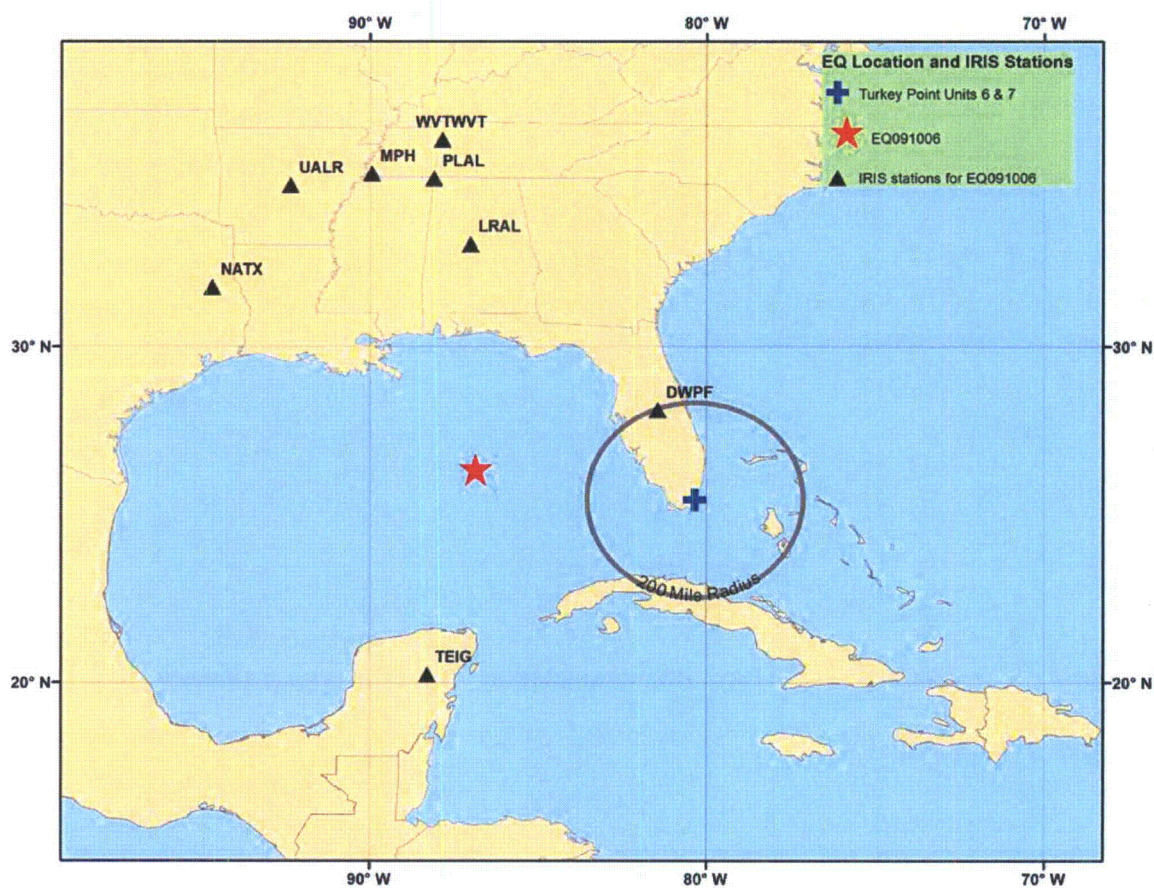 90° W
80° W
70° W
EQ Location and IRIS Stations
Turkey Point Units 6 & 7
EQ091006
IRIS stations for EQ091006
WVTWVT
MPH
PLAL
UALR
LRAL
NATX
30° N
30° N
DWPF
200 Mile Radius
TEIG
20° N
20° N
90° W
80° W
70° W